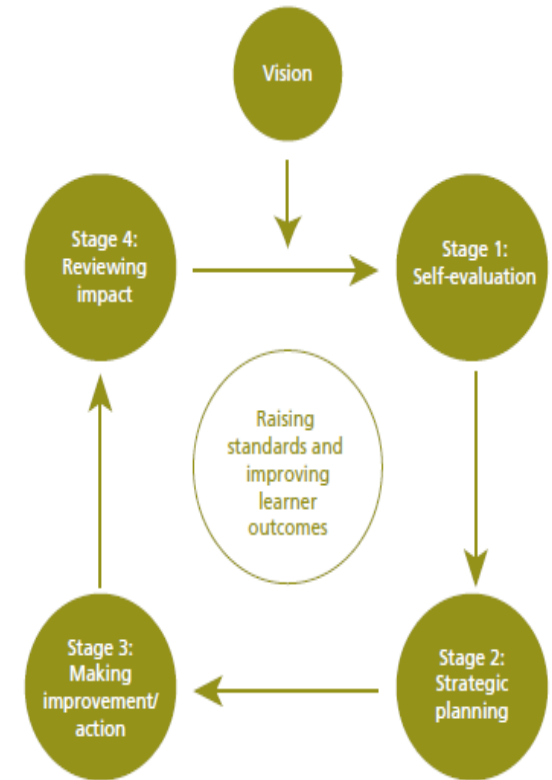 Vision
Stage 4:
Reviewing
impact
Stage 1:
Self-evaluation
Raising
standards and
improving
learner
outcomes
Stage 3:
Making
improvement/
action
Stage 2:
Strategic
planning